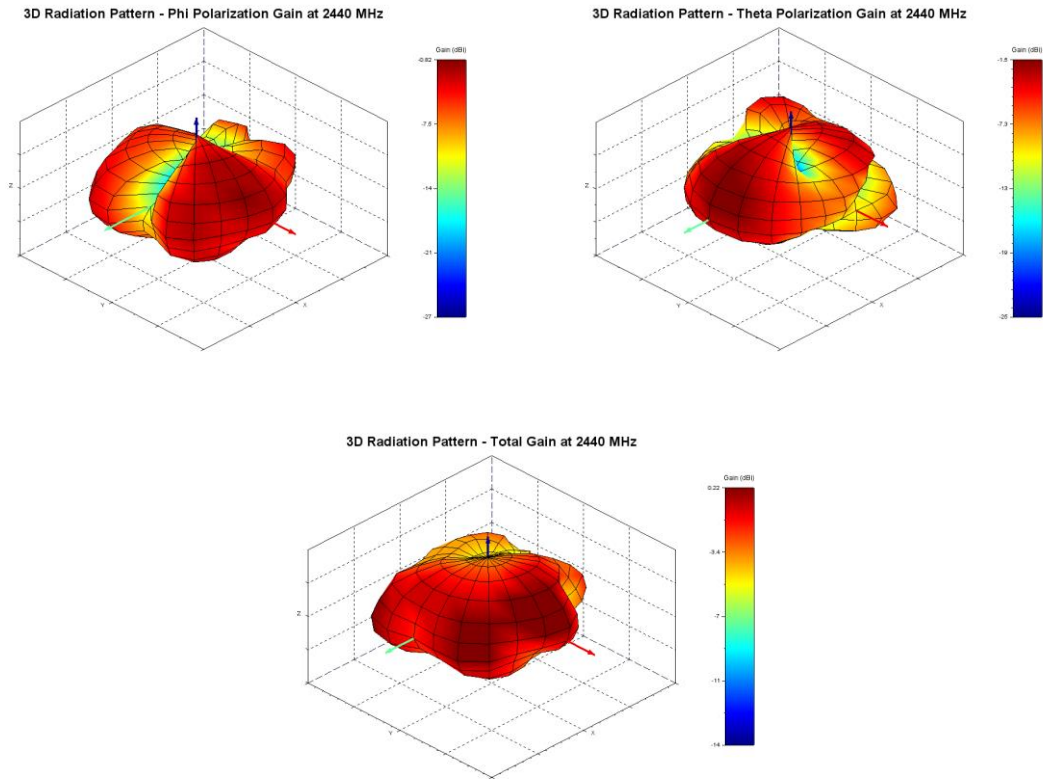 3D Radiation Pattern - Phi Polarization Gain at 2440 MHz
Gain (dBi)
-0.82
-7.5
-14
-21
-27
Z
Y
X
3D Radiation Pattern - Theta Polarization Gain at 2440 MHz
Gain (dBi)
-1.5
-7.3
-13
-19
-25
Z
Y
X
3D Radiation Pattern - Total Gain at 2440 MHz
Gain (dBi)
0.22
-3.4
-7
-11
-14
Z
Y
X